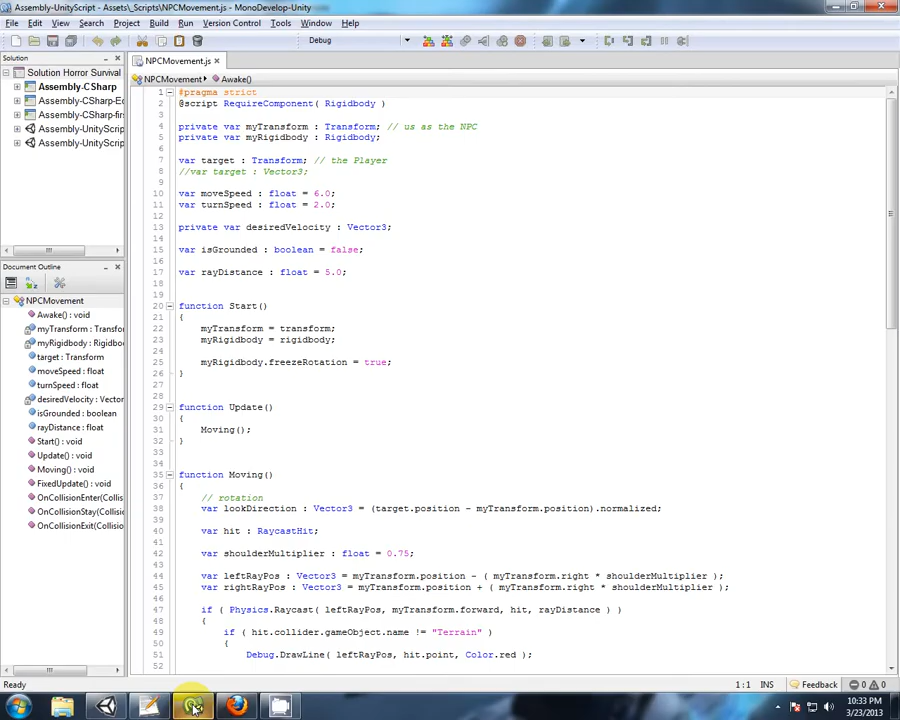 Assembly-UnityScript - Assets\_Scripts\NPCMovement.js - MonoDevelop-Unity
File Edit View Search Project Build Run Version Control Tools Window Help
Debug
Solution
Solution Horror Survival
Assembly-CSharp
Assembly-CSharp-Ec
Assembly-CSharp-firs
Assembly-UnityScrip
Assembly-UnityScrip
Document Outline
NPCMovement
Awake() : void
myTransform : Transfor
myRigidbody : Rigidboc
target : Transform
moveSpeed : float
turnSpeed : float
desiredVelocity : Vector
isGrounded : boolean
rayDistance : float
Start() : void
Update() : void
Moving() : void
FixedUpdate() : void
OnCollisionEnter(Collisi
OnCollisionStay(Collisio
OnCollisionExit(Collisio
NPCMovement.js
NPCMovement Awake()
1 #pragma strict
2 @script RequireComponent( Rigidbody )
3
4 private var myTransform : Transform; // us as the NPC
5 private var myRigidbody : Rigidbody;
6
7 var target : Transform; // the Player
8 //var target : Vector3;
9
10 var moveSpeed : float = 6.0;
11 var turnSpeed : float = 2.0;
12
13 private var desiredVelocity : Vector3;
14
15 var isGrounded : boolean = false;
16
17 var rayDistance : float = 5.0;
18
19
20 function Start()
21 {
22 myTransform = transform;
23 myRigidbody = rigidbody;
24
25 myRigidbody.freezeRotation = true;
26 }
27
28
29 function Update()
30 {
31 Moving();
32 }
33
34
35 function Moving()
36 {
37 // rotation
38 var lookDirection : Vector3 = (target.position - myTransform.position).normalized;
39
40 var hit : RaycastHit;
41
42 var shoulderMultiplier : float = 0.75;
43
44 var leftRayPos : Vector3 = myTransform.position - ( myTransform.right * shoulderMultiplier );
45 var rightRayPos : Vector3 = myTransform.position + ( myTransform.right * shoulderMultiplier );
46
47 if ( Physics.Raycast( leftRayPos, myTransform.forward, hit, rayDistance ) )
48 {
49 if ( hit.collider.gameObject.name != "Terrain" )
50 {
51 Debug.DrawLine( leftRayPos, hit.point, Color.red );
52
Ready
1 : 1 INS Feedback 0 0
10:33 PM
3/23/2013